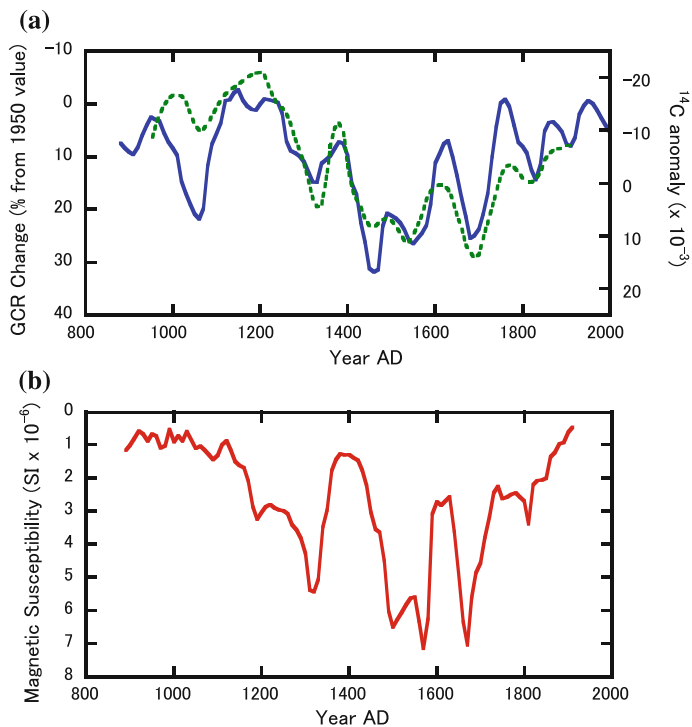 (a)
-10
0
10
20
30
40
GCR Change (% from 1950 value)
-20
-10
0
10
20
¹⁴C anomaly
(x 10⁻³)
800 1000 1200 1400 1600 1800 2000
Year AD
(b)
0
1
2
3
4
5
6
7
8
Magnetic Susceptibility (SI x 10⁻⁶)
800 1000 1200 1400 1600 1800 2000
Year AD